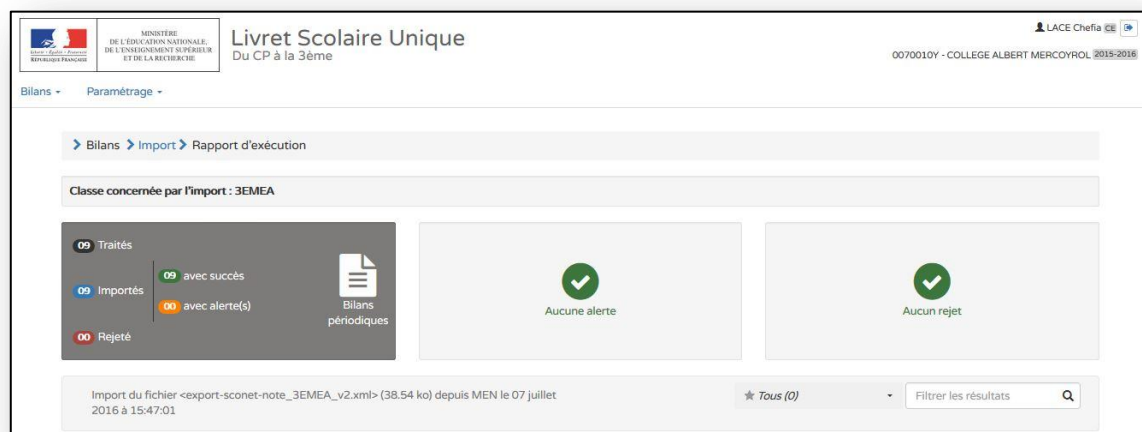 MINISTÈRE
DE L'ÉDUCATION NATIONALE,
DE L'ENSEIGNEMENT SUPÉRIEUR
ET DE LA RECHERCHE
Liberté • Égalité • Fraternité
RÉPUBLIQUE FRANÇAISE
Livret Scolaire Unique
Du CP à la 3ème
LACE Chefia CE
0070010Y - COLLEGE ALBERT MERCOYROL 2015-2016
Bilans Paramétrage
Bilans Import Rapport d'exécution
Classe concernée par l'import : 3EMEA
09 Traités
09 Importés
09 avec succès
00 avec alerte(s)
00 Rejeté
Bilans
périodiques
Aucune alerte
Aucun rejet
Import du fichier <export-sconet-note_3EMEA_v2.xml> (38.54 ko) depuis MEN le 07 juillet
2016 à 15:47:01
Tous (0)
Filtrer les résultats